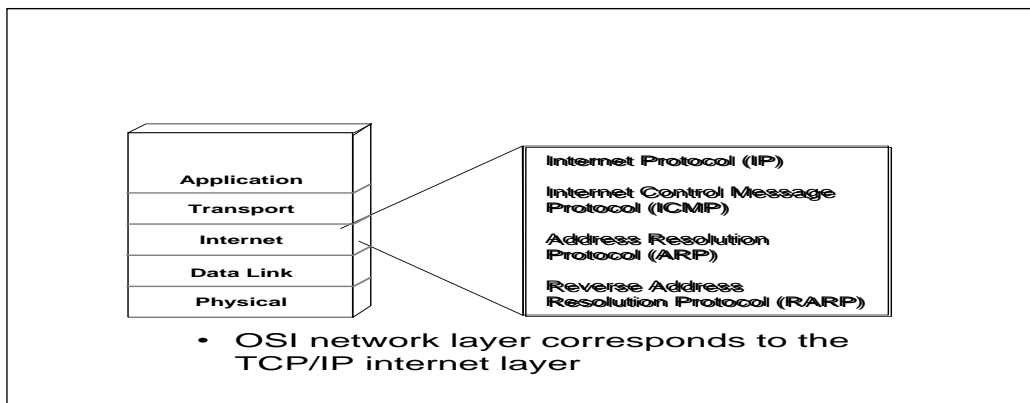 Application
Transport
Internet
Data Link
Physical
Internet Protocol (IP)
Internet Control Message
Protocol (ICMP)
Address Resolution
Protocol (ARP)
Reverse Address
Resolution Protocol (RARP)
• OSI network layer corresponds to the
TCP/IP internet layer